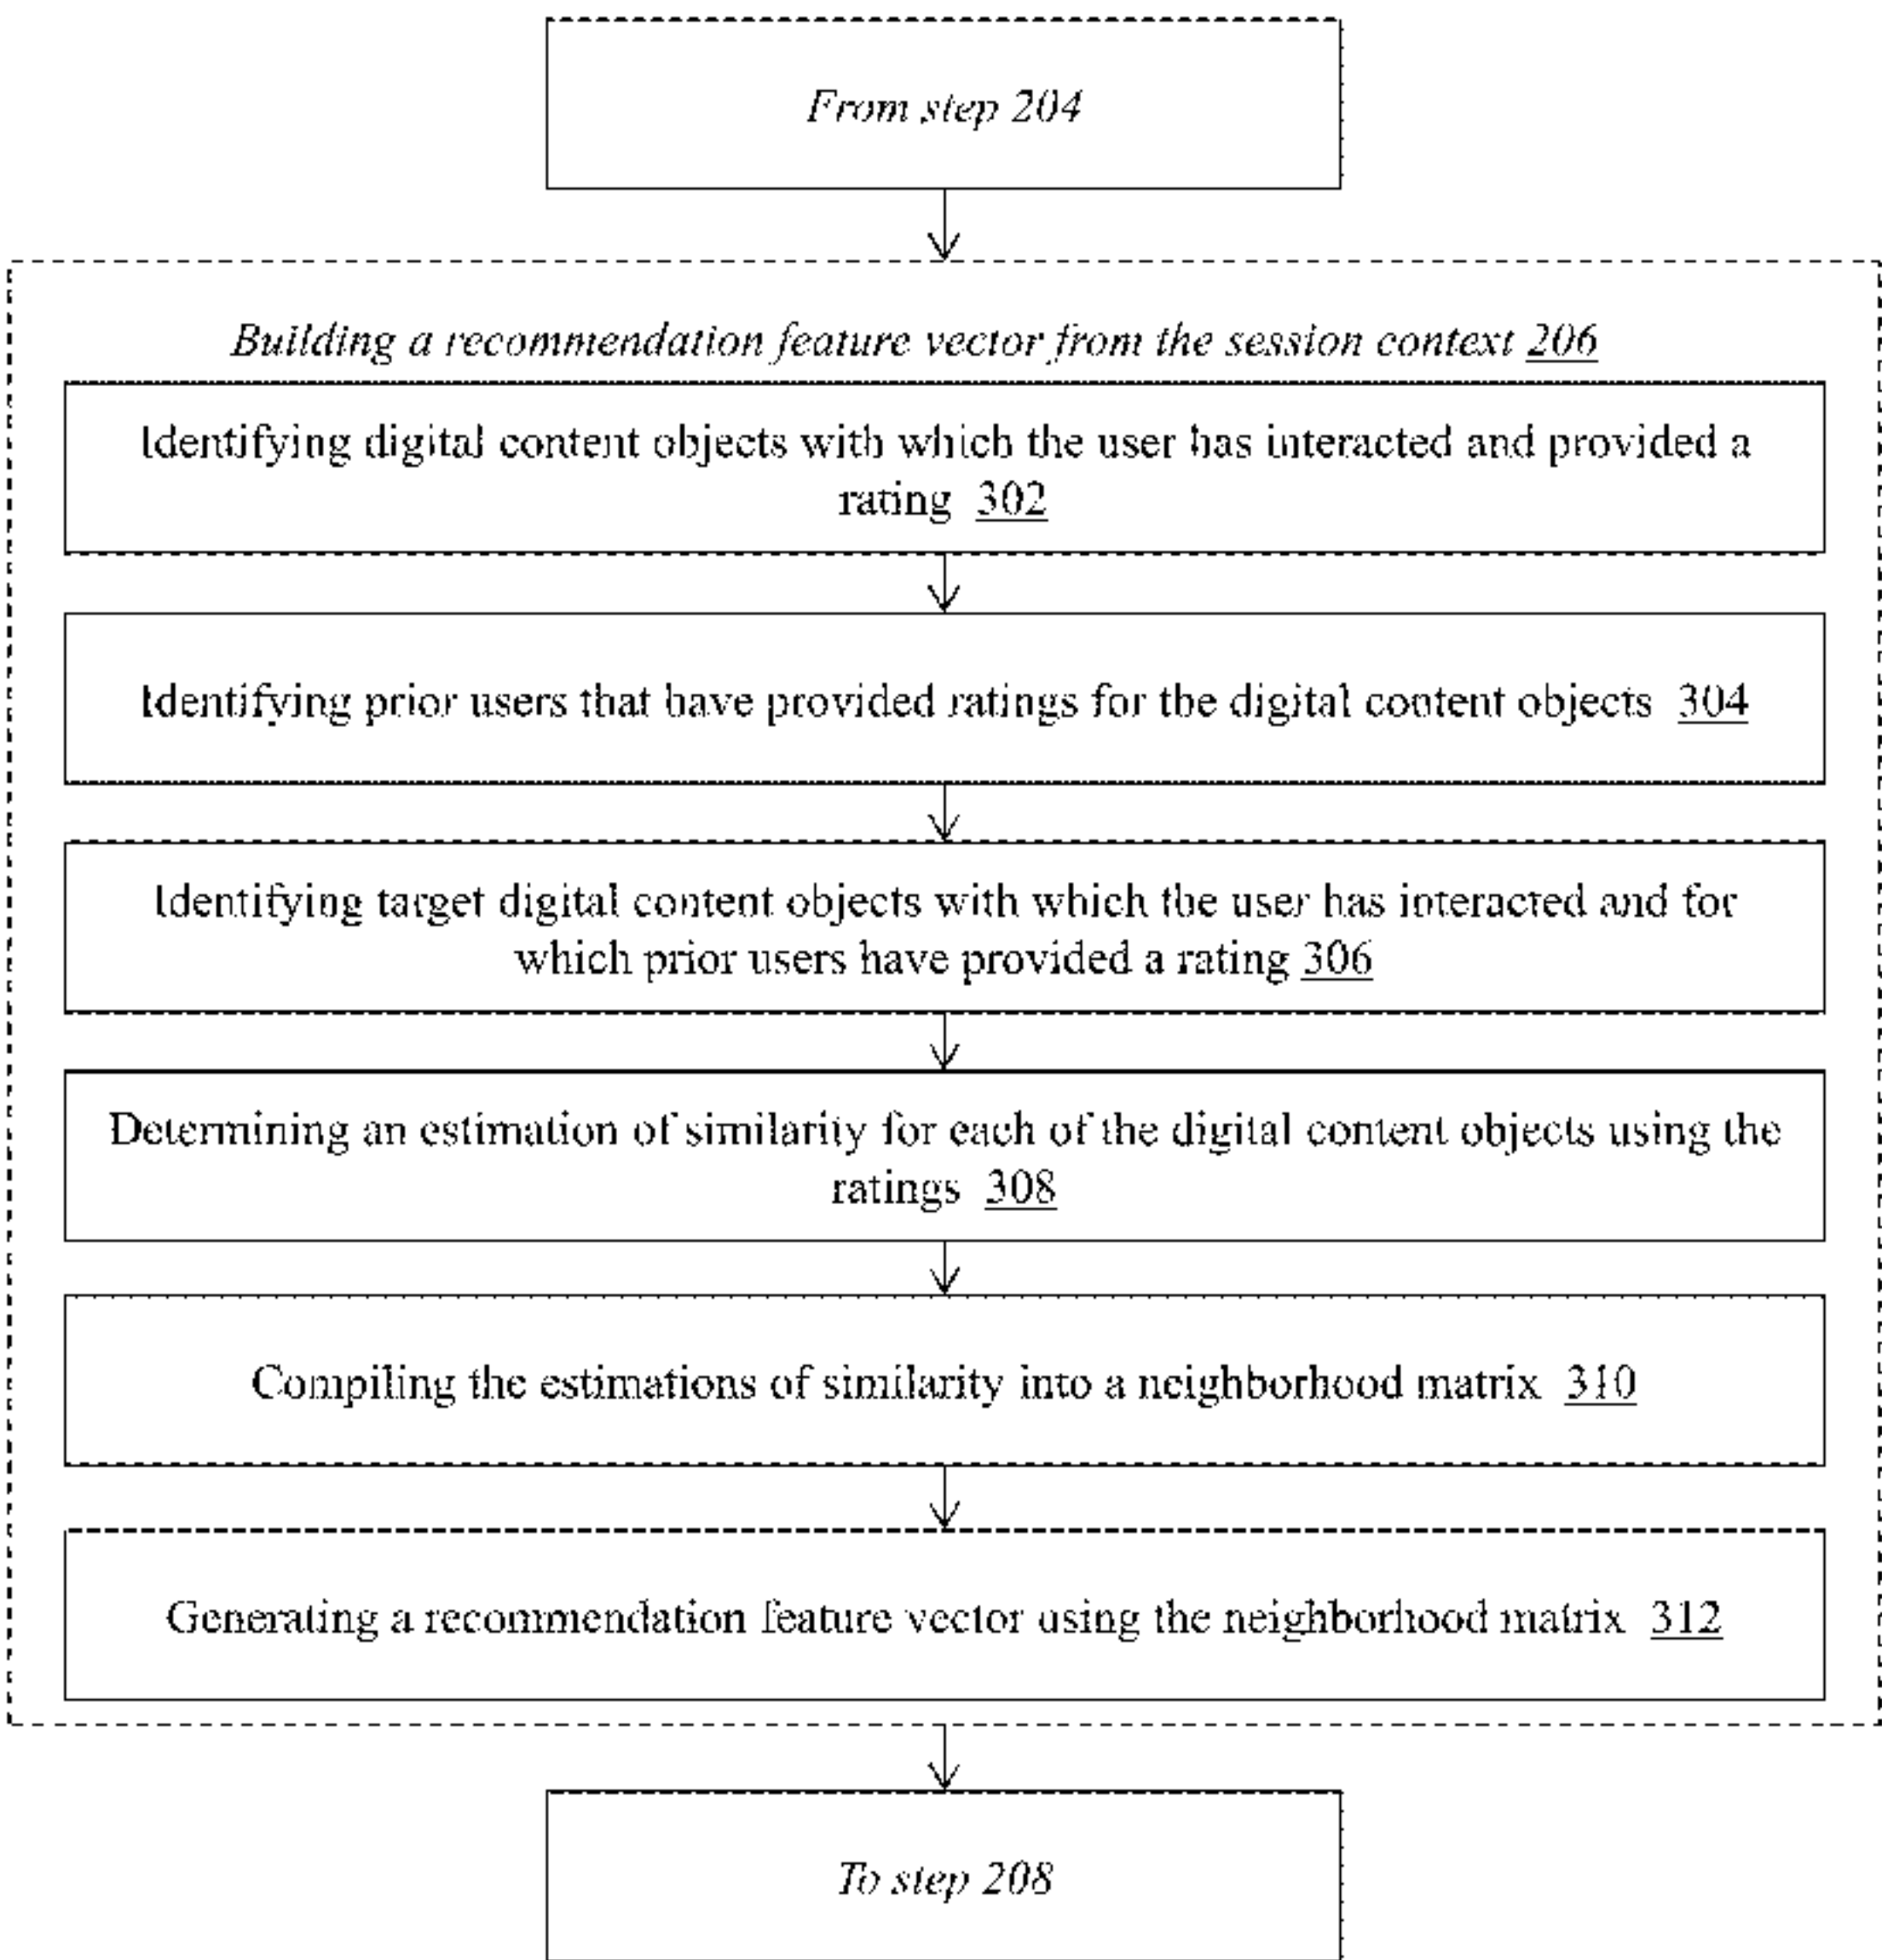 From step 204
Building a recommendation feature vector from the session context 206
Identifying digital content objects with which the user has interacted and provided a
rating 302
Identifying prior users that have provided ratings for the digital content objects 304
Identifying target digital content objects with which the user has interacted and for
which prior users have provided a rating 306
Determining an estimation of similarity for each of the digital content objects using the
ratings 308
Compiling the estimations of similarity into a neighborhood matrix 310
Generating a recommendation feature vector using the neighborhood matrix 312
To step 208